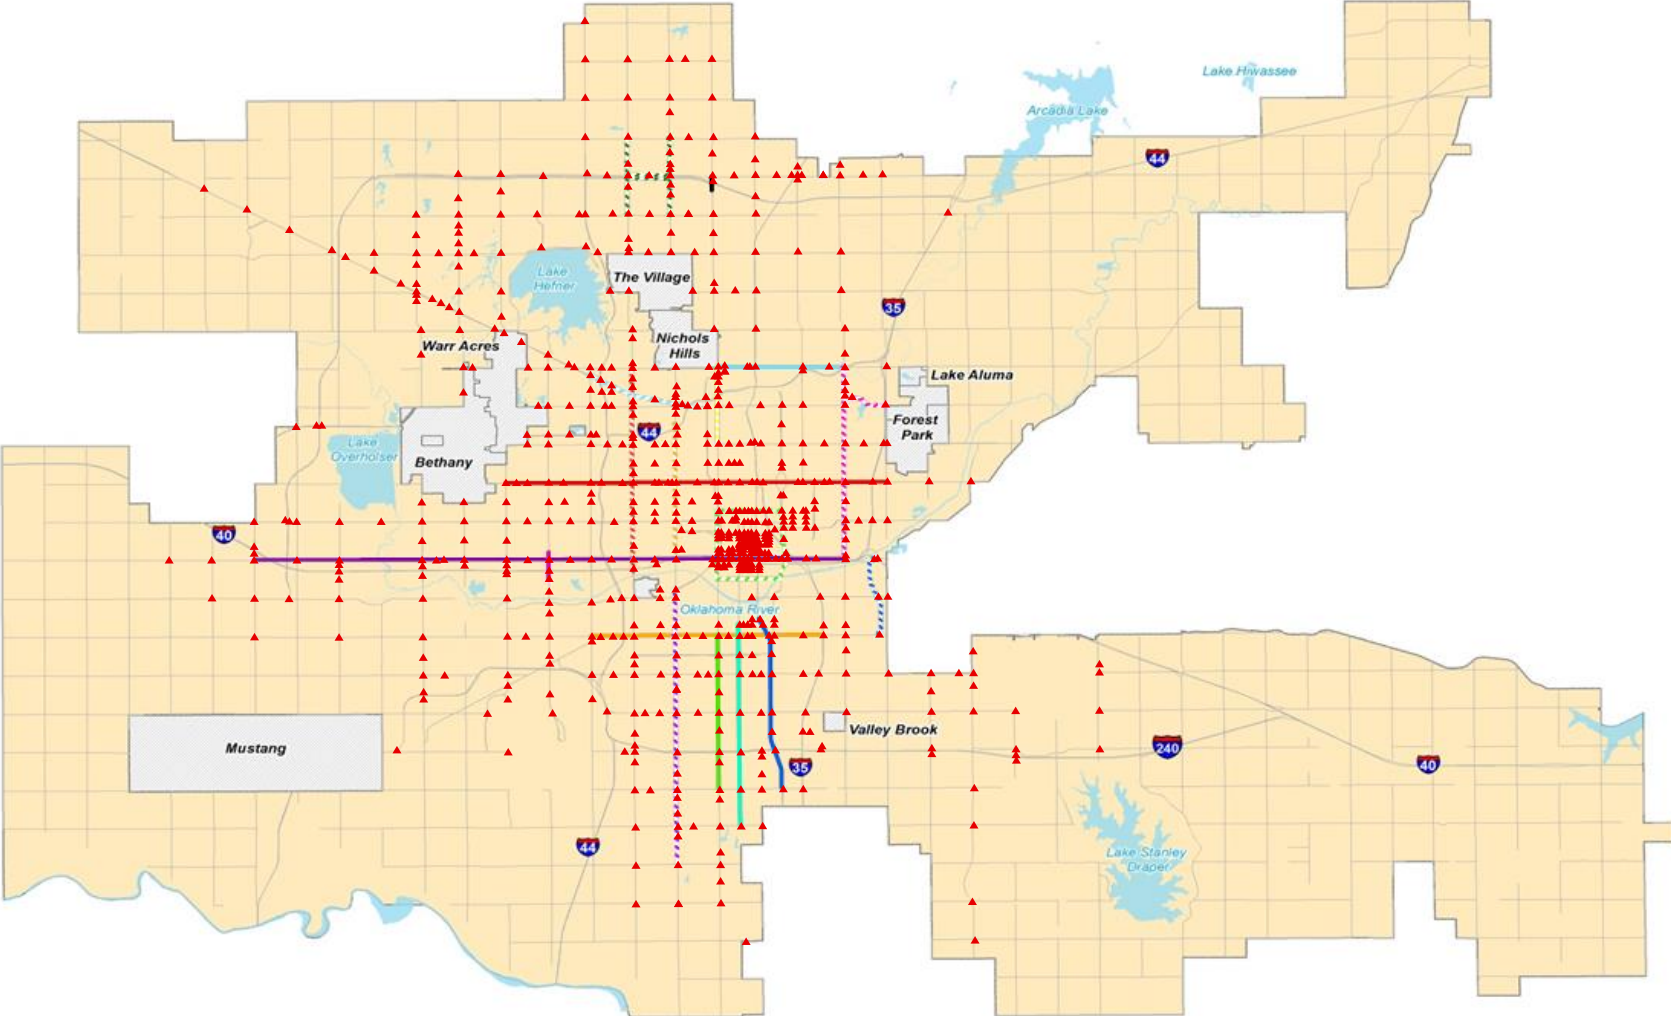 Lake Hiwassee
Arcadia Lake
44
Lake
Hefner
The Village
35
Nichols
Hills
Warr Acres
Lake Aluma
Forest
Park
44
Lake
Overholser
Bethany
40
Oklahoma River
Valley Brook
Mustang
240
35
40
44
Lake Stanley
Draper